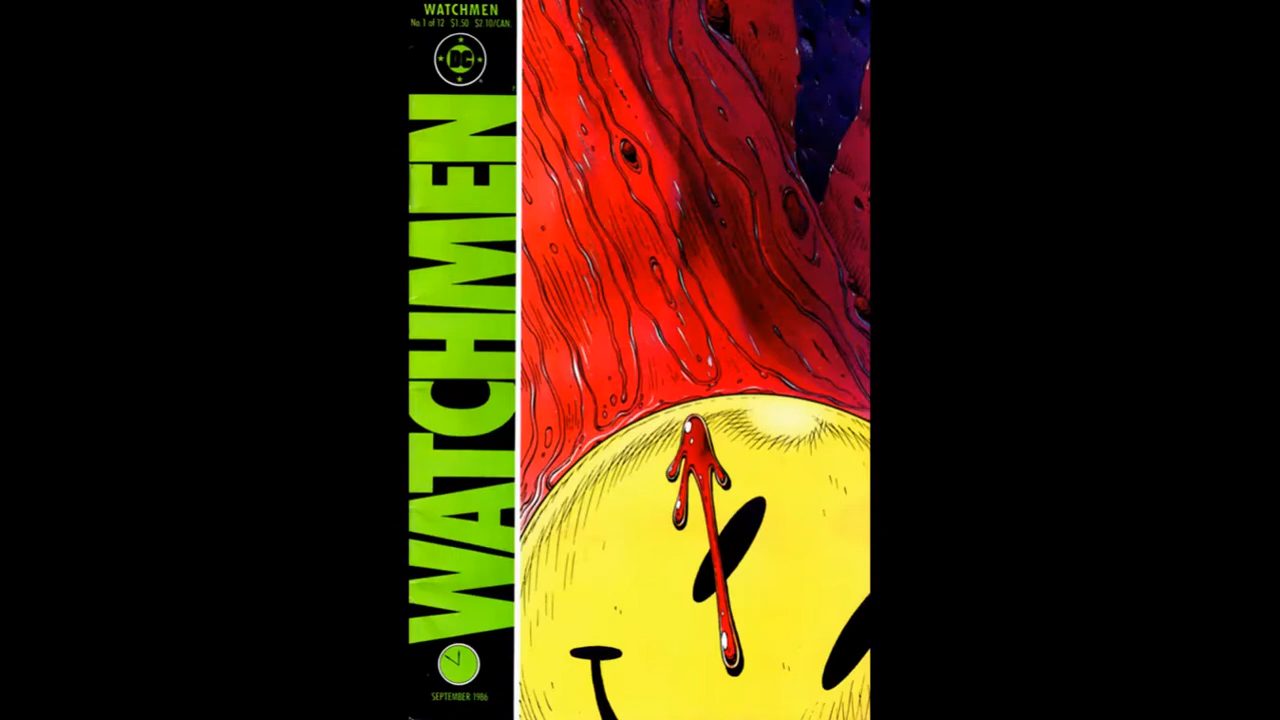 WATCHMEN
No. 1 of 12 $1.50 $2.10/CAN.
DC
WATCHMEN
SEPTEMBER 1986